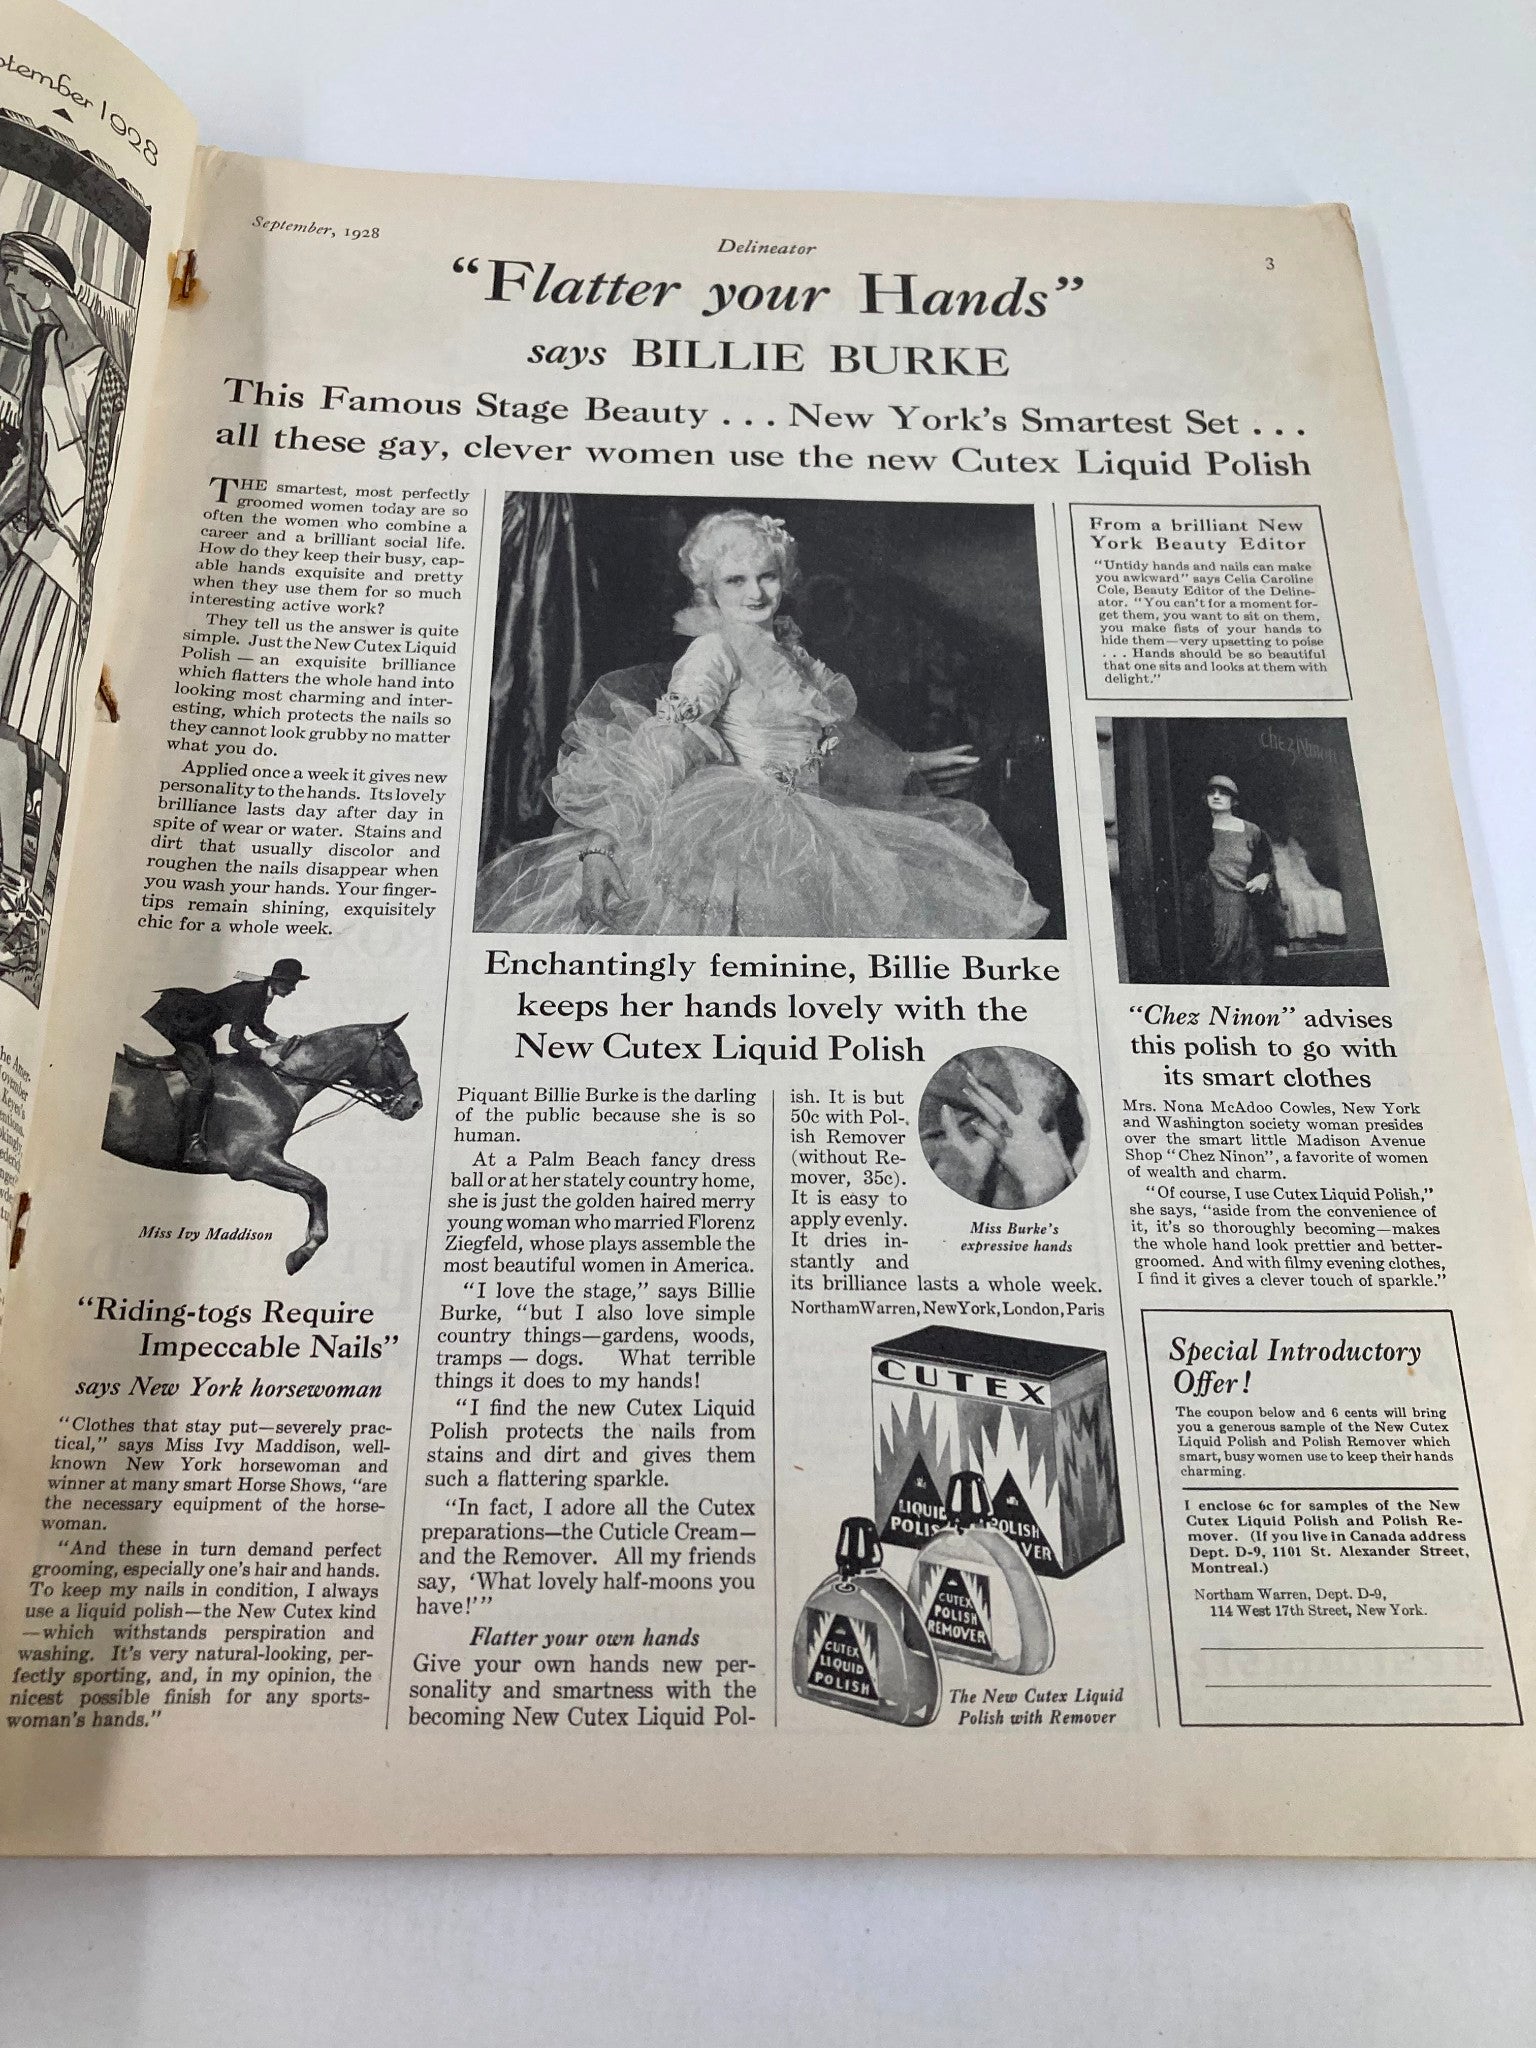 ptember 1928
September, 1928
Delineator
3
"Flatter your Hands"
says BILLIE BURKE
This Famous Stage Beauty . . . New York's Smartest Set . . .
all these gay, clever women use the new Cutex Liquid Polish
THE smartest, most perfectly
groomed women today are so
often the women who combine a
career and a brilliant social life.
How do they keep their busy, cap-
able hands exquisite and pretty
when they use them for so much
interesting active work?
They tell us the answer is quite
simple. Just the New Cutex Liquid
Polish — an exquisite brilliance
which flatters the whole hand into
looking most charming and inter-
esting, which protects the nails so
they cannot look grubby no matter
what you do.
Applied once a week it gives new
personality to the hands. Its lovely
brilliance lasts day after day in
spite of wear or water. Stains and
dirt that usually discolor and
roughen the nails disappear when
you wash your hands. Your finger-
tips remain shining, exquisitely
chic for a whole week.
Miss Ivy Maddison
"Riding-togs Require
Impeccable Nails"
says New York horsewoman
"Clothes that stay put—severely prac-
tical," says Miss Ivy Maddison, well-
known New York horsewoman and
winner at many smart Horse Shows, "are
the necessary equipment of the horse-
woman.
"And these in turn demand perfect
grooming, especially one's hair and hands.
To keep my nails in condition, I always
use a liquid polish—the New Cutex kind
—which withstands perspiration and
washing. It's very natural-looking, per-
fectly sporting, and, in my opinion, the
nicest possible finish for any sports-
woman's hands."
Enchantingly feminine, Billie Burke
keeps her hands lovely with the
New Cutex Liquid Polish
Piquant Billie Burke is the darling
of the public because she is so
human.
At a Palm Beach fancy dress
ball or at her stately country home,
she is just the golden haired merry
young woman who married Florenz
Ziegfeld, whose plays assemble the
most beautiful women in America.
"I love the stage," says Billie
Burke, "but I also love simple
country things—gardens, woods,
tramps — dogs. What terrible
things it does to my hands!
"I find the new Cutex Liquid
Polish protects the nails from
stains and dirt and gives them
such a flattering sparkle.
"In fact, I adore all the Cutex
preparations—the Cuticle Cream—
and the Remover. All my friends
say, 'What lovely half-moons you
have!'"
Flatter your own hands
Give your own hands new per-
sonality and smartness with the
becoming New Cutex Liquid Pol-
ish. It is but
50c with Pol-
ish Remover
(without Re-
mover, 35c).
It is easy to
apply evenly.
It dries in-
stantly and
its brilliance lasts a whole week.
Northam Warren, New York, London, Paris
Miss Burke's
expressive hands
CUTEX
LIQUID
POLISH
POLISH
VER
CUTEX
POLISH
REMOVER
CUTEX
LIQUID
POLISH
The New Cutex Liquid
Polish with Remover
From a brilliant New
York Beauty Editor
"Untidy hands and nails can make
you awkward" says Celia Caroline
Cole, Beauty Editor of the Deline-
ator. "You can't for a moment for-
get them, you want to sit on them,
you make fists of your hands to
hide them—very upsetting to poise
. . . Hands should be so beautiful
that one sits and looks at them with
delight."
Chez Ninon
"Chez Ninon" advises
this polish to go with
its smart clothes
Mrs. Nona McAdoo Cowles, New York
and Washington society woman presides
over the smart little Madison Avenue
Shop "Chez Ninon", a favorite of women
of wealth and charm.
"Of course, I use Cutex Liquid Polish,"
she says, "aside from the convenience of
it, it's so thoroughly becoming—makes
the whole hand look prettier and better-
groomed. And with filmy evening clothes,
I find it gives a clever touch of sparkle."
Special Introductory
Offer!
The coupon below and 6 cents will bring
you a generous sample of the New Cutex
Liquid Polish and Polish Remover which
smart, busy women use to keep their hands
charming.
I enclose 6c for samples of the New
Cutex Liquid Polish and Polish Re-
mover. (If you live in Canada address
Dept. D-9, 1101 St. Alexander Street,
Montreal.)
Northam Warren, Dept. D-9,
114 West 17th Street, New York.